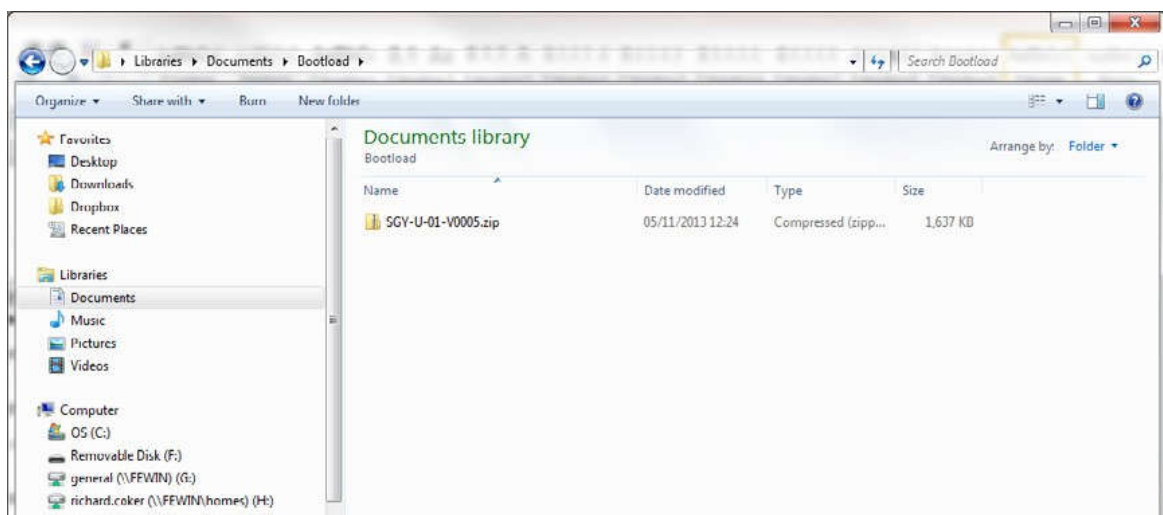 Libraries ▸ Documents ▸ Bootload ▸
Search Bootload
Organize ▾ Share with ▾ Burn New folder
Favorites
Desktop
Downloads
Dropbox
Recent Places
Libraries
Documents
Music
Pictures
Videos
Computer
OS (C:)
Removable Disk (F:)
general (\\FEWIN) (G:)
richard.coker (\\FEWIN\homes) (H:)
Documents library
Bootload
Arrange by: Folder ▾
Name Date modified Type Size
SGY-U-01-V0005.zip 05/11/2013 12:24 Compressed (zipp... 1,637 KB